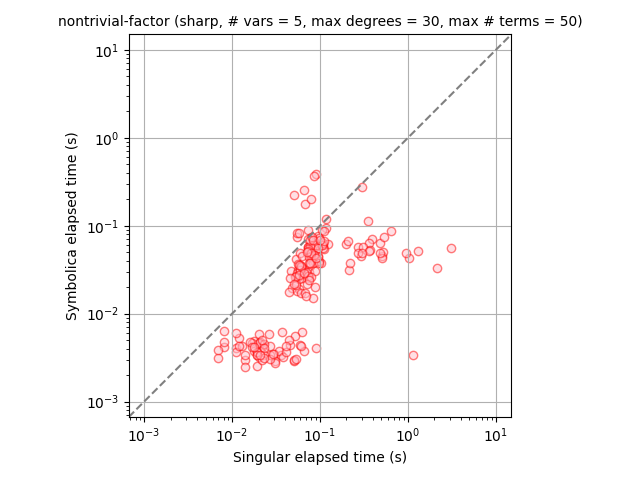 nontrivial-factor (sharp, # vars = 5, max degrees = 30, max # terms = 50)
Symbolica elapsed time (s)
10¹
10⁰
10⁻¹
10⁻²
10⁻³
10⁻³ 10⁻² 10⁻¹ 10⁰ 10¹
Singular elapsed time (s)